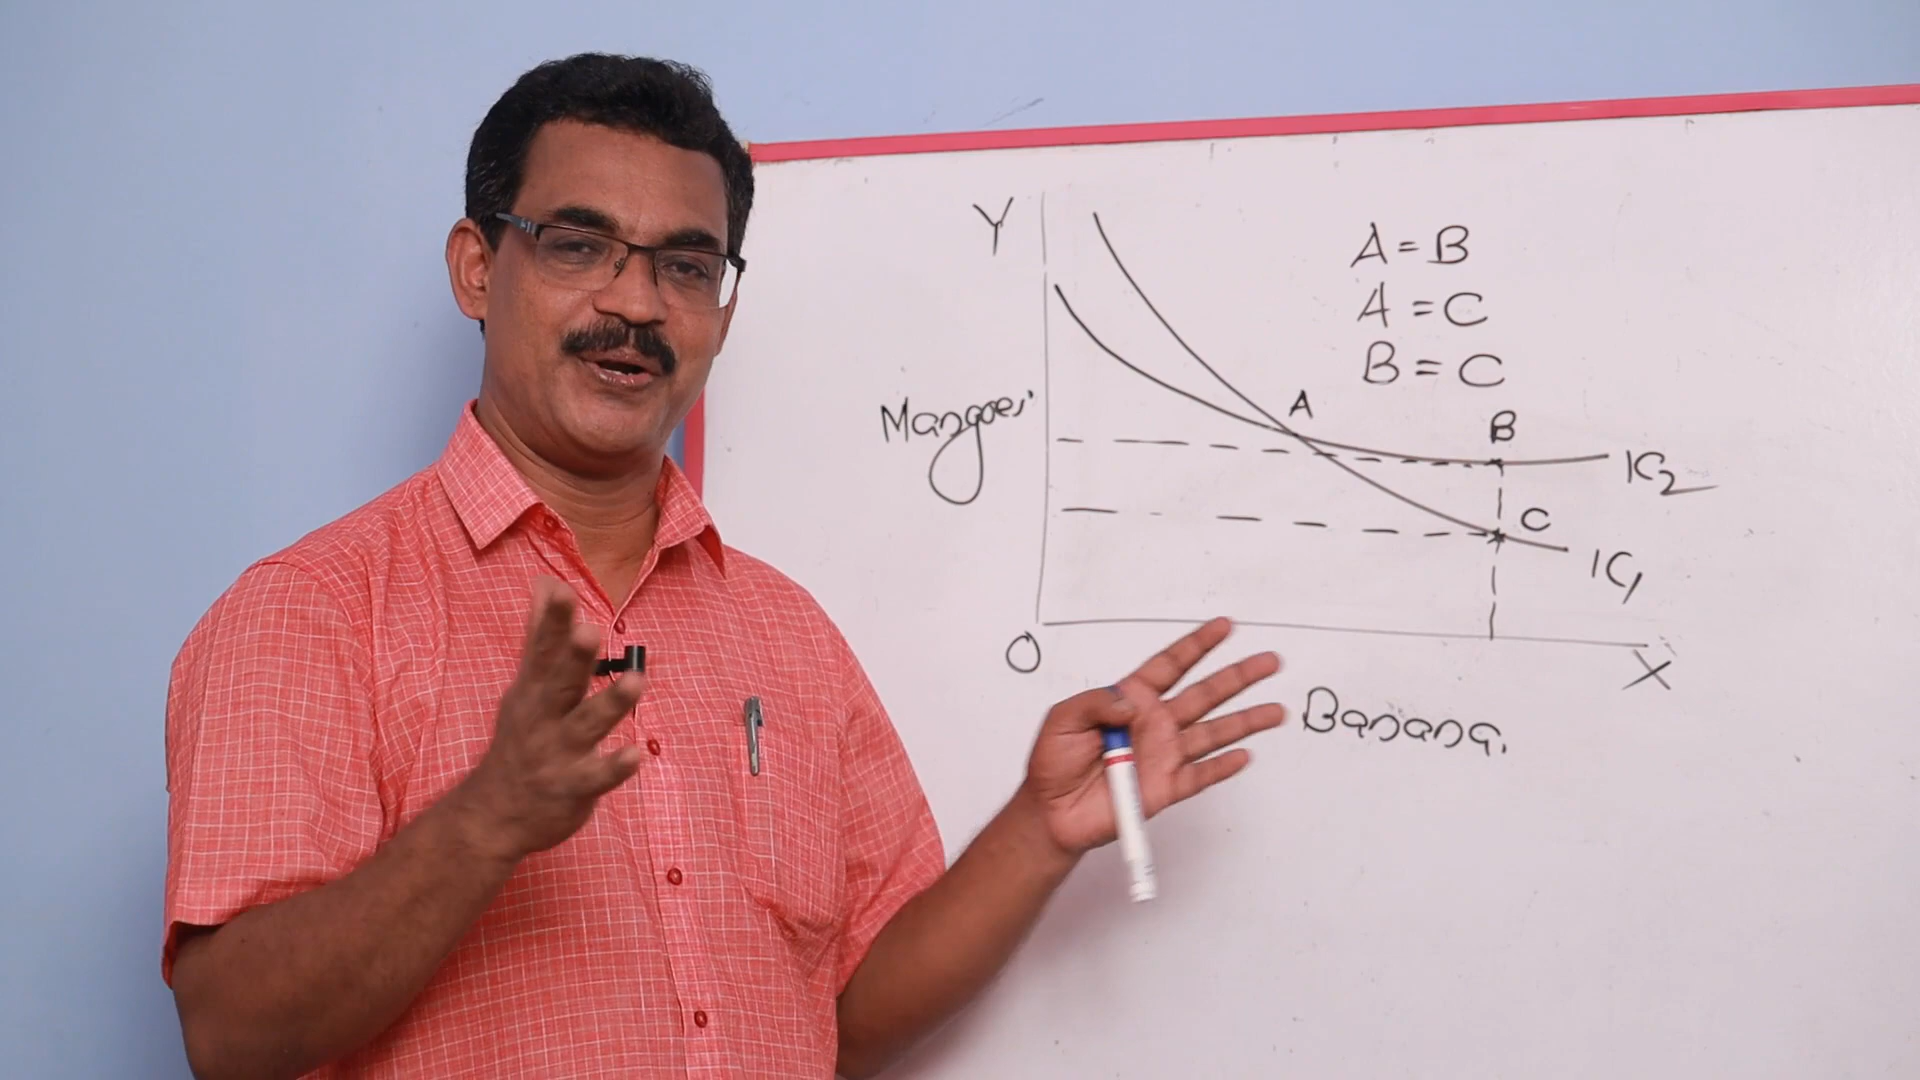 Y
A = B
A = C
B = C
Mangoes
A
B
IC2
C
IC1
O
X
Banana.